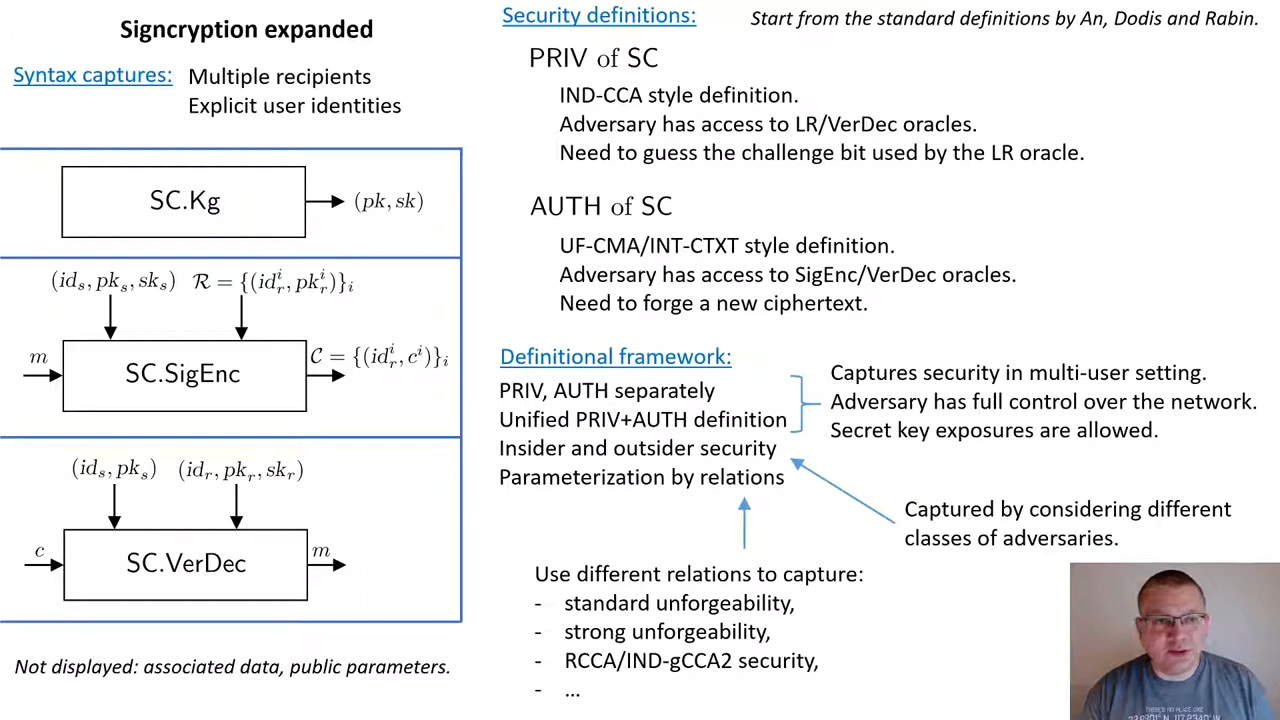 Signcryption expanded
Syntax captures: Multiple recipients
Explicit user identities
SC.Kg
(pk, sk)
(id_s, pk_s, sk_s) R = {(id_r^i, pk_r^i)}_i
m
SC.SigEnc
C = {(id_r^i, c^i)}_i
(id_s, pk_s) (id_r, pk_r, sk_r)
c
SC.VerDec
m
Not displayed: associated data, public parameters.
Security definitions: Start from the standard definitions by An, Dodis and Rabin.
PRIV of SC
IND-CCA style definition.
Adversary has access to LR/VerDec oracles.
Need to guess the challenge bit used by the LR oracle.
AUTH of SC
UF-CMA/INT-CTXT style definition.
Adversary has access to SigEnc/VerDec oracles.
Need to forge a new ciphertext.
Definitional framework:
PRIV, AUTH separately
Unified PRIV+AUTH definition
Insider and outsider security
Parameterization by relations
Captures security in multi-user setting.
Adversary has full control over the network.
Secret key exposures are allowed.
Captured by considering different
classes of adversaries.
Use different relations to capture:
- standard unforgeability,
- strong unforgeability,
- RCCA/IND-gCCA2 security,
- ...
THERE'S NO PLACE LIKE